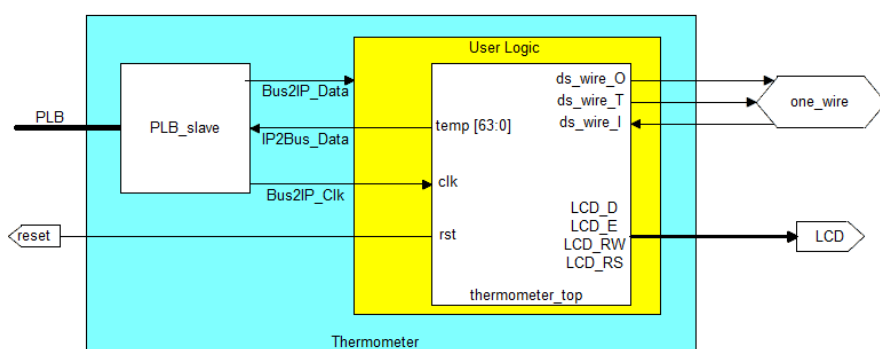 User Logic
PLB
PLB_slave
Bus2IP_Data
IP2Bus_Data
Bus2IP_Clk
reset
temp [63:0]
clk
rst
ds_wire_O
ds_wire_T
ds_wire_I
LCD_D
LCD_E
LCD_RW
LCD_RS
thermometer_top
one_wire
LCD
Thermometer